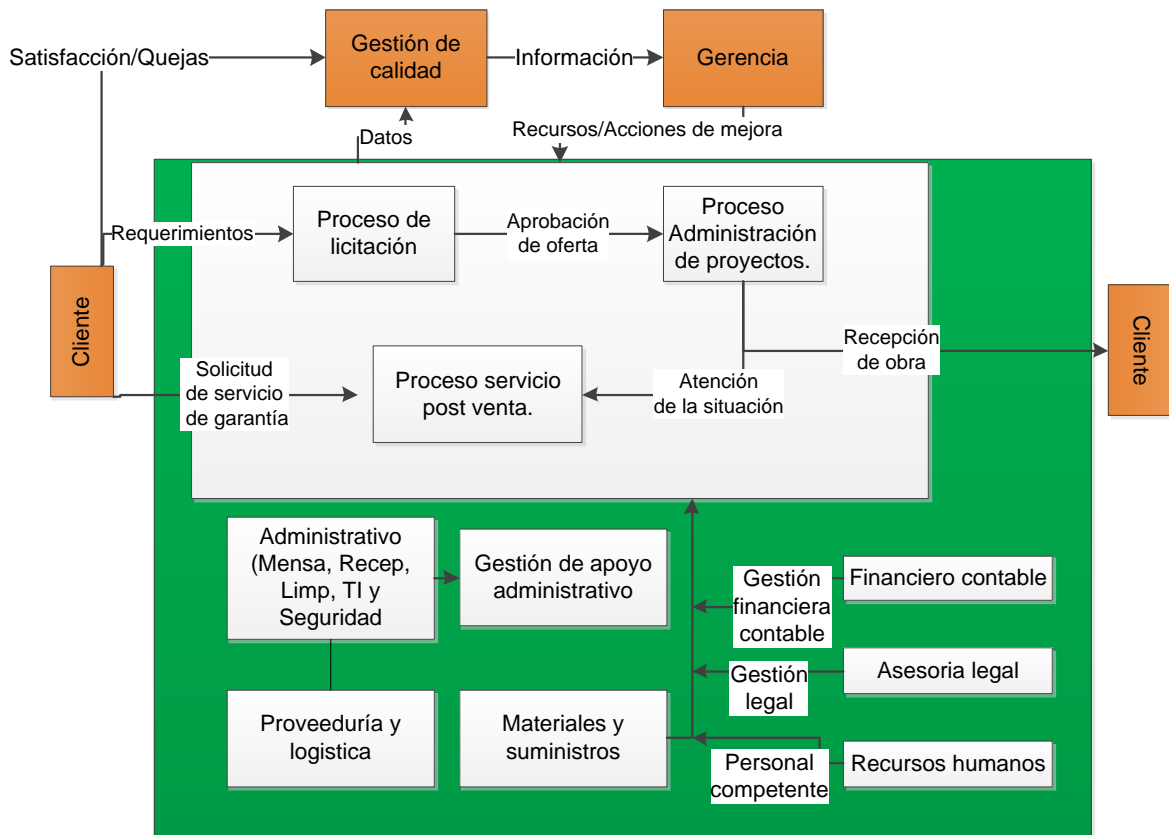 Satisfacción/Quejas
Gestión de
calidad
Información
Gerencia
Datos
Recursos/Acciones de mejora
Requerimientos
Proceso de
licitación
Aprobación
de oferta
Proceso
Administración
de proyectos.
Cliente
Solicitud
de servicio
de garantía
Proceso servicio
post venta.
Atención
de la situación
Recepción
de obra
Cliente
Administrativo
(Mensa, Recep,
Limp, TI y
Seguridad
Gestión de apoyo
administrativo
Gestión
financiera
contable
Financiero contable
Gestión
legal
Asesoria legal
Proveeduría y
logistica
Materiales y
suministros
Personal
competente
Recursos humanos